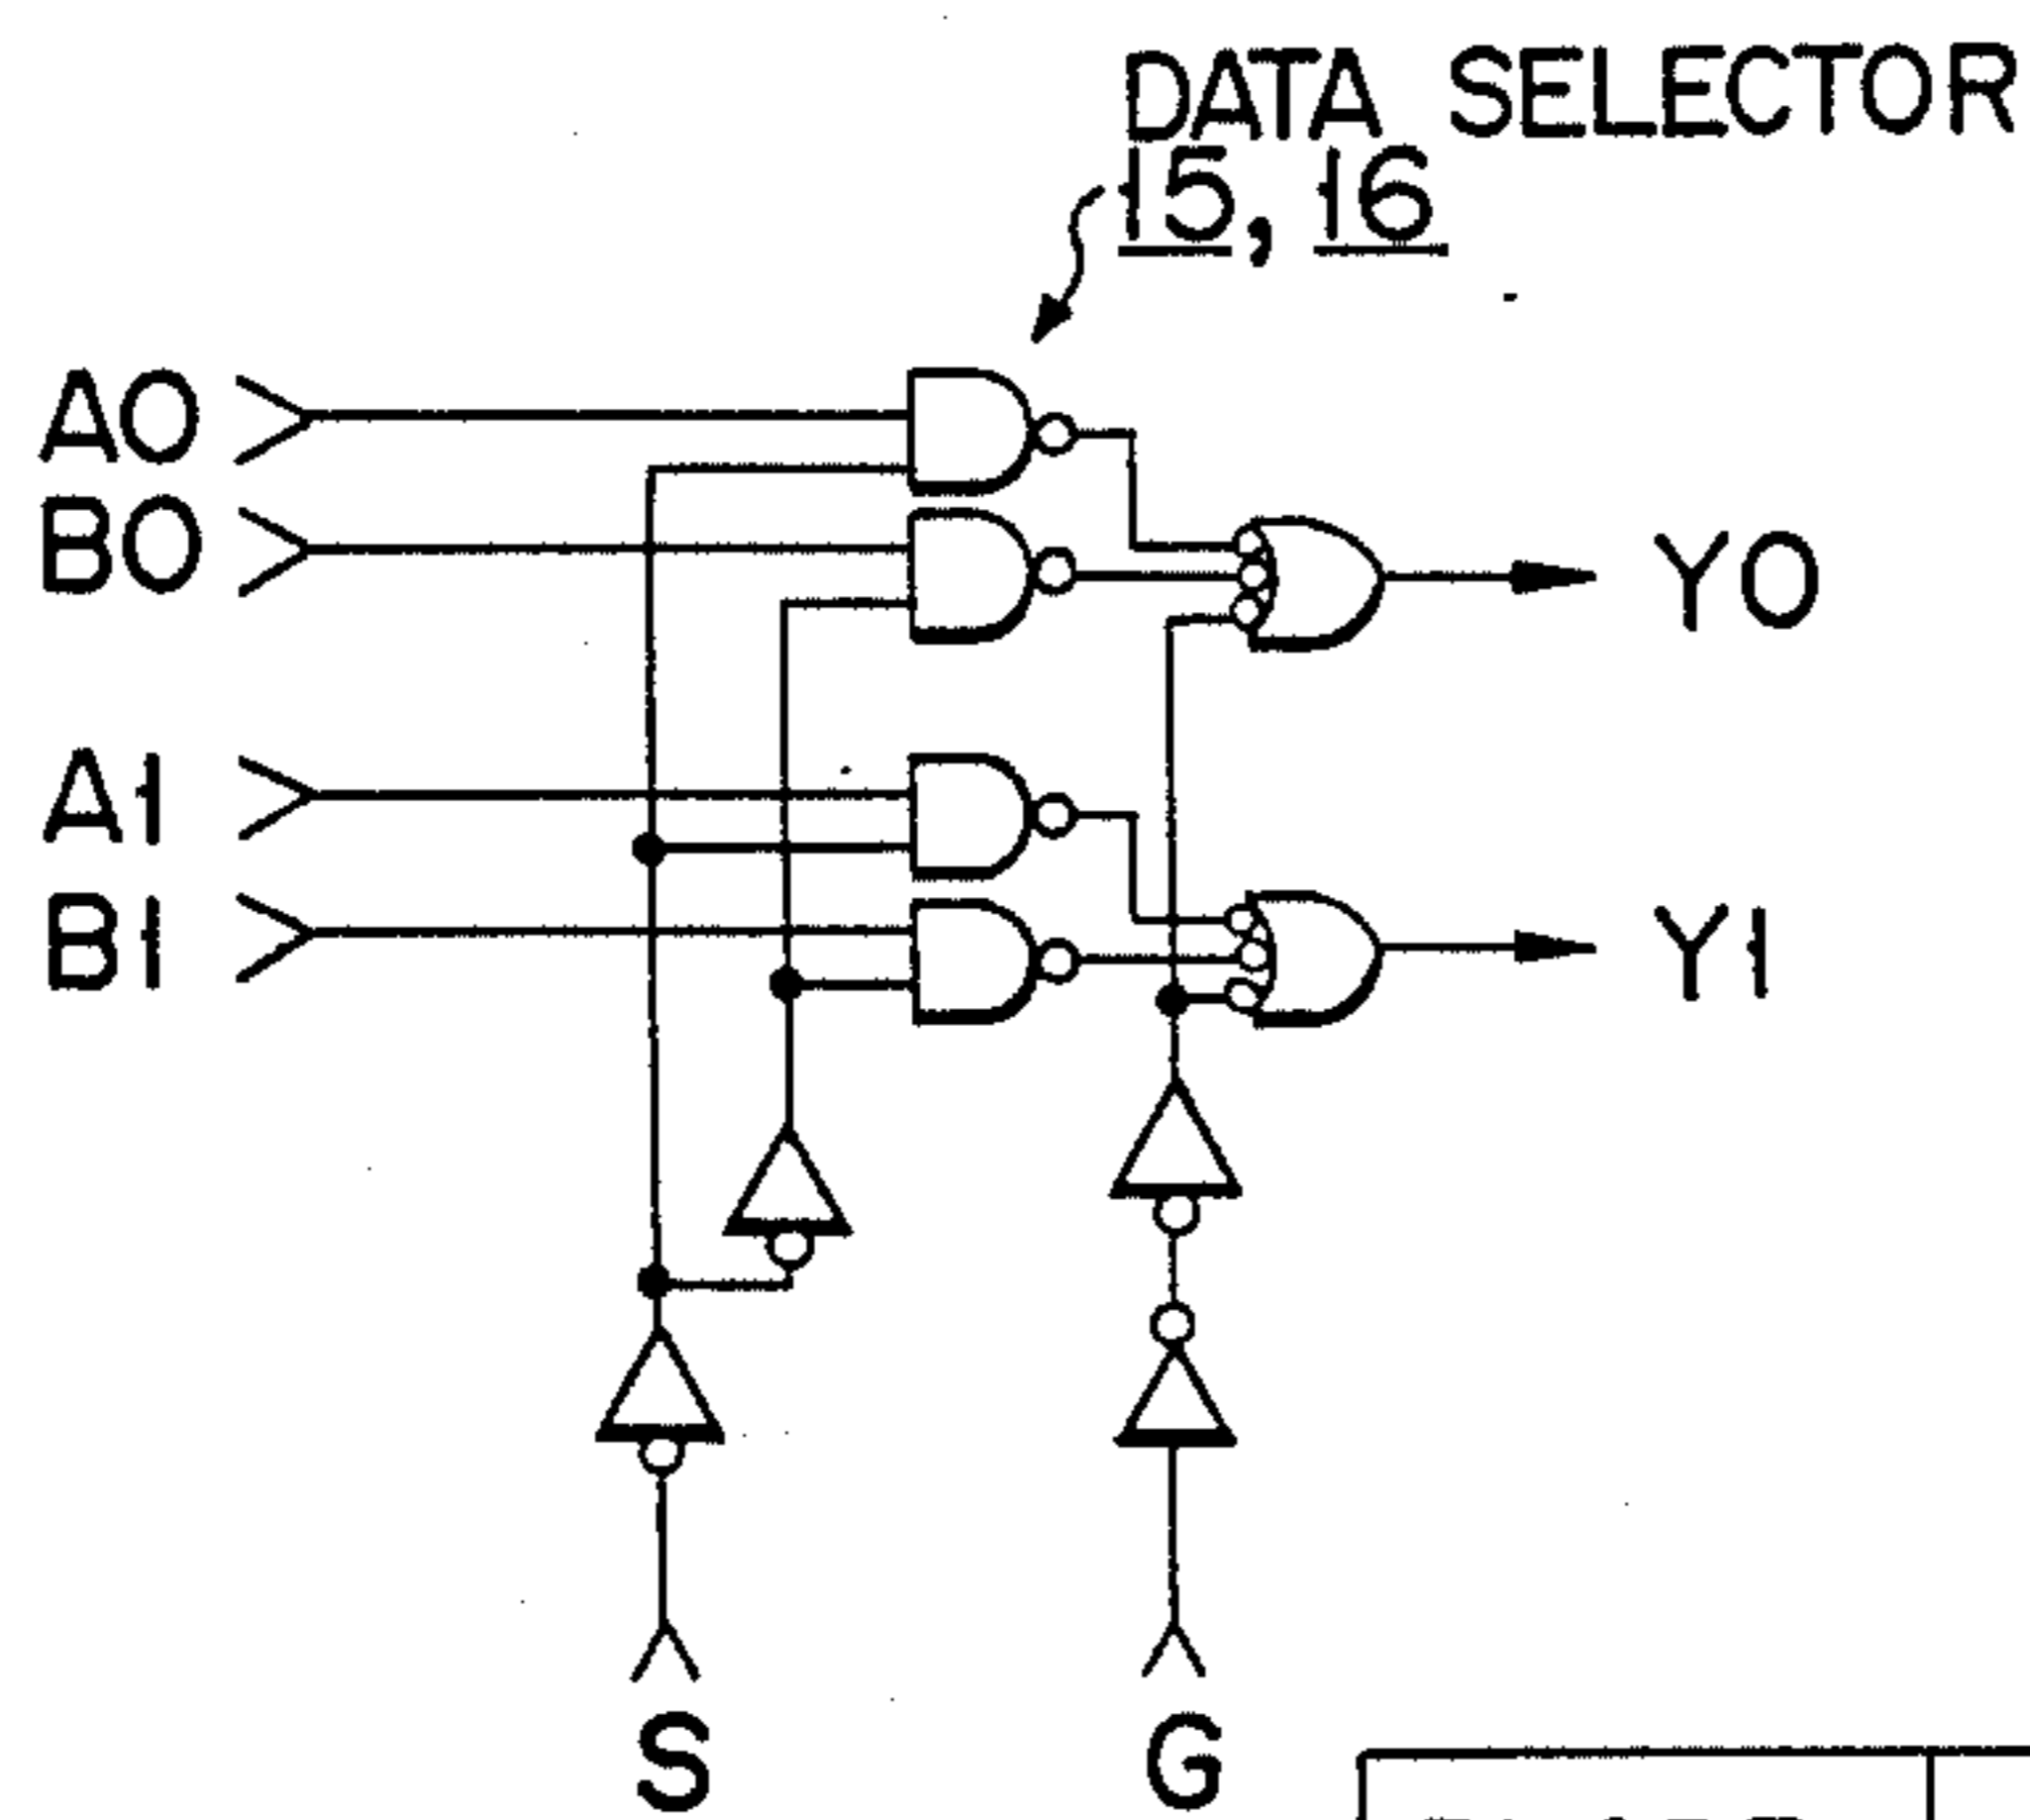 DATA SELECTOR
15, 16
A0
B0
Y0
A1
B1
Y1
S
G